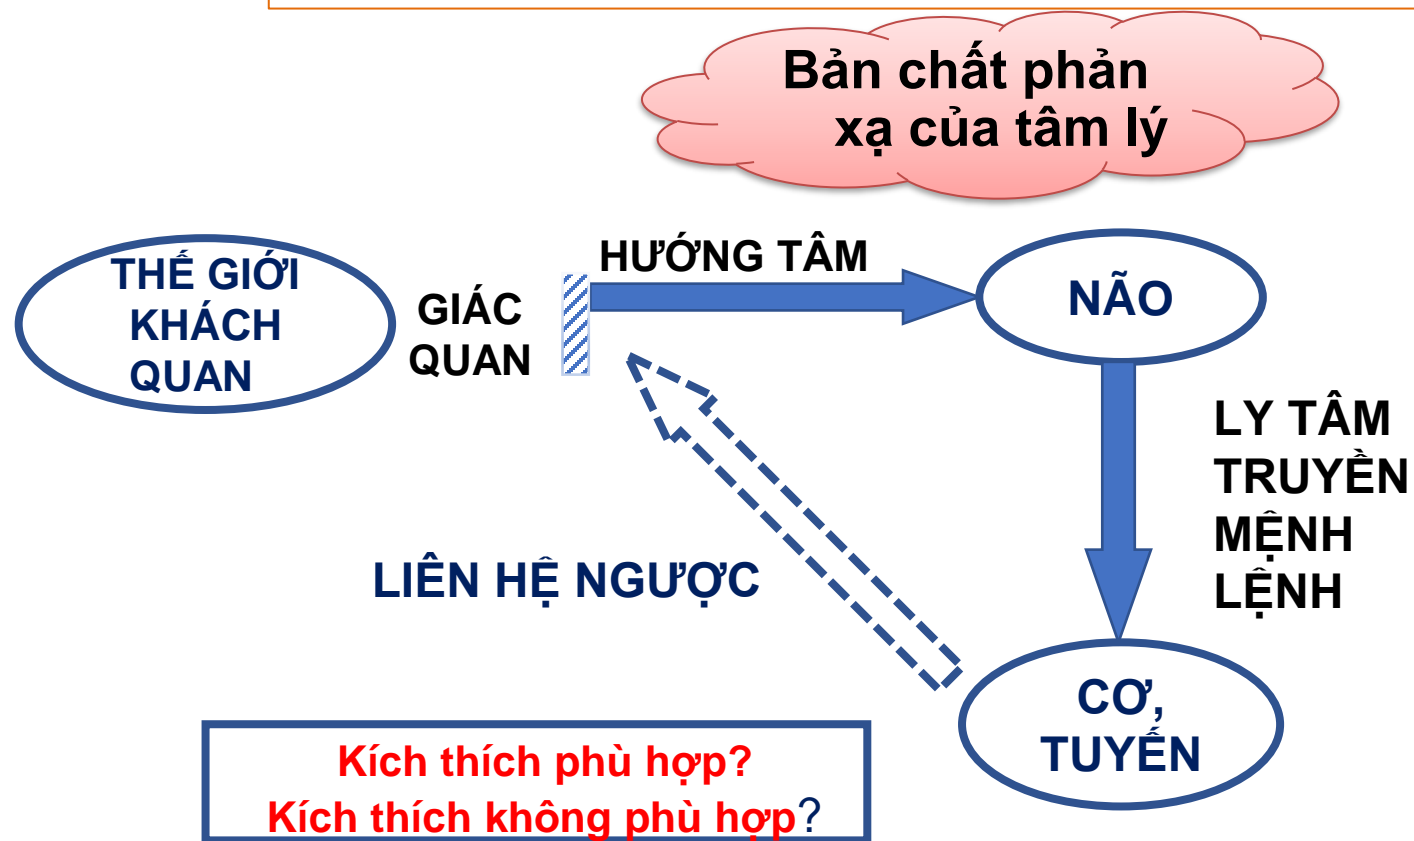 Bản chất phản
xạ của tâm lý
THẾ GIỚI
KHÁCH
QUAN
GIÁC
QUAN
HƯỚNG TÂM
NÃO
LY TÂM
TRUYỀN
MỆNH
LỆNH
LIÊN HỆ NGƯỢC
CƠ,
TUYẾN
Kích thích phù hợp?
Kích thích không phù hợp?